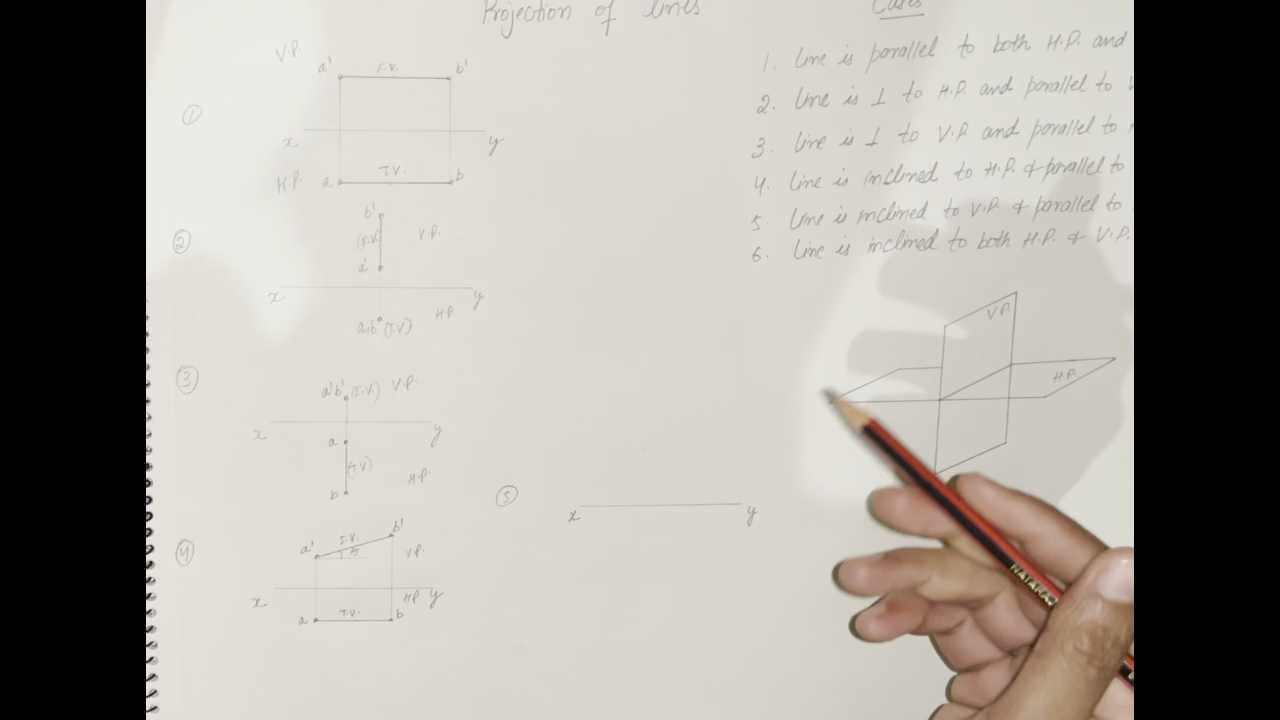 Projection of lines
Cases
1. Line is parallel to both H.P. and
2. Line is ⊥ to H.P. and parallel to
3. Line is ⊥ to V.P. and parallel to
4. Line is inclined to H.P. & parallel to
5. Line is inclined to V.P. & parallel to
6. Line is inclined to both H.P. & V.P.
V.P.
a' F.V. b'
①
x y
H.P. a T.V. b
b'
② (F.V.) V.P.
a'
x y
a,b (T.V) H.P
③ a'b' (F.V.) V.P.
x y
a
(T.V)
b H.P.
④ a' F.V. b'
V.P.
x H.P y
a T.V. b
⑤ x y
V.P.
H.P.
NATARAJ